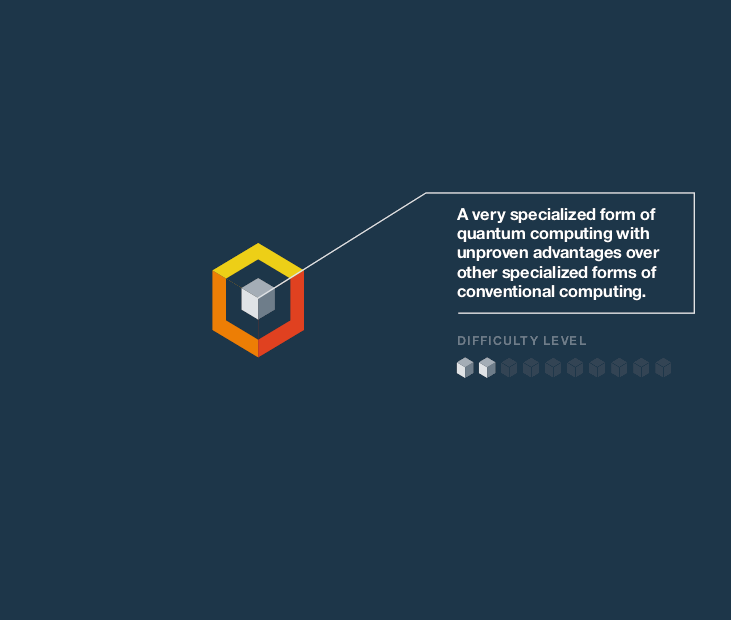 A very specialized form of
quantum computing with
unproven advantages over
other specialized forms of
conventional computing.
DIFFICULTY LEVEL